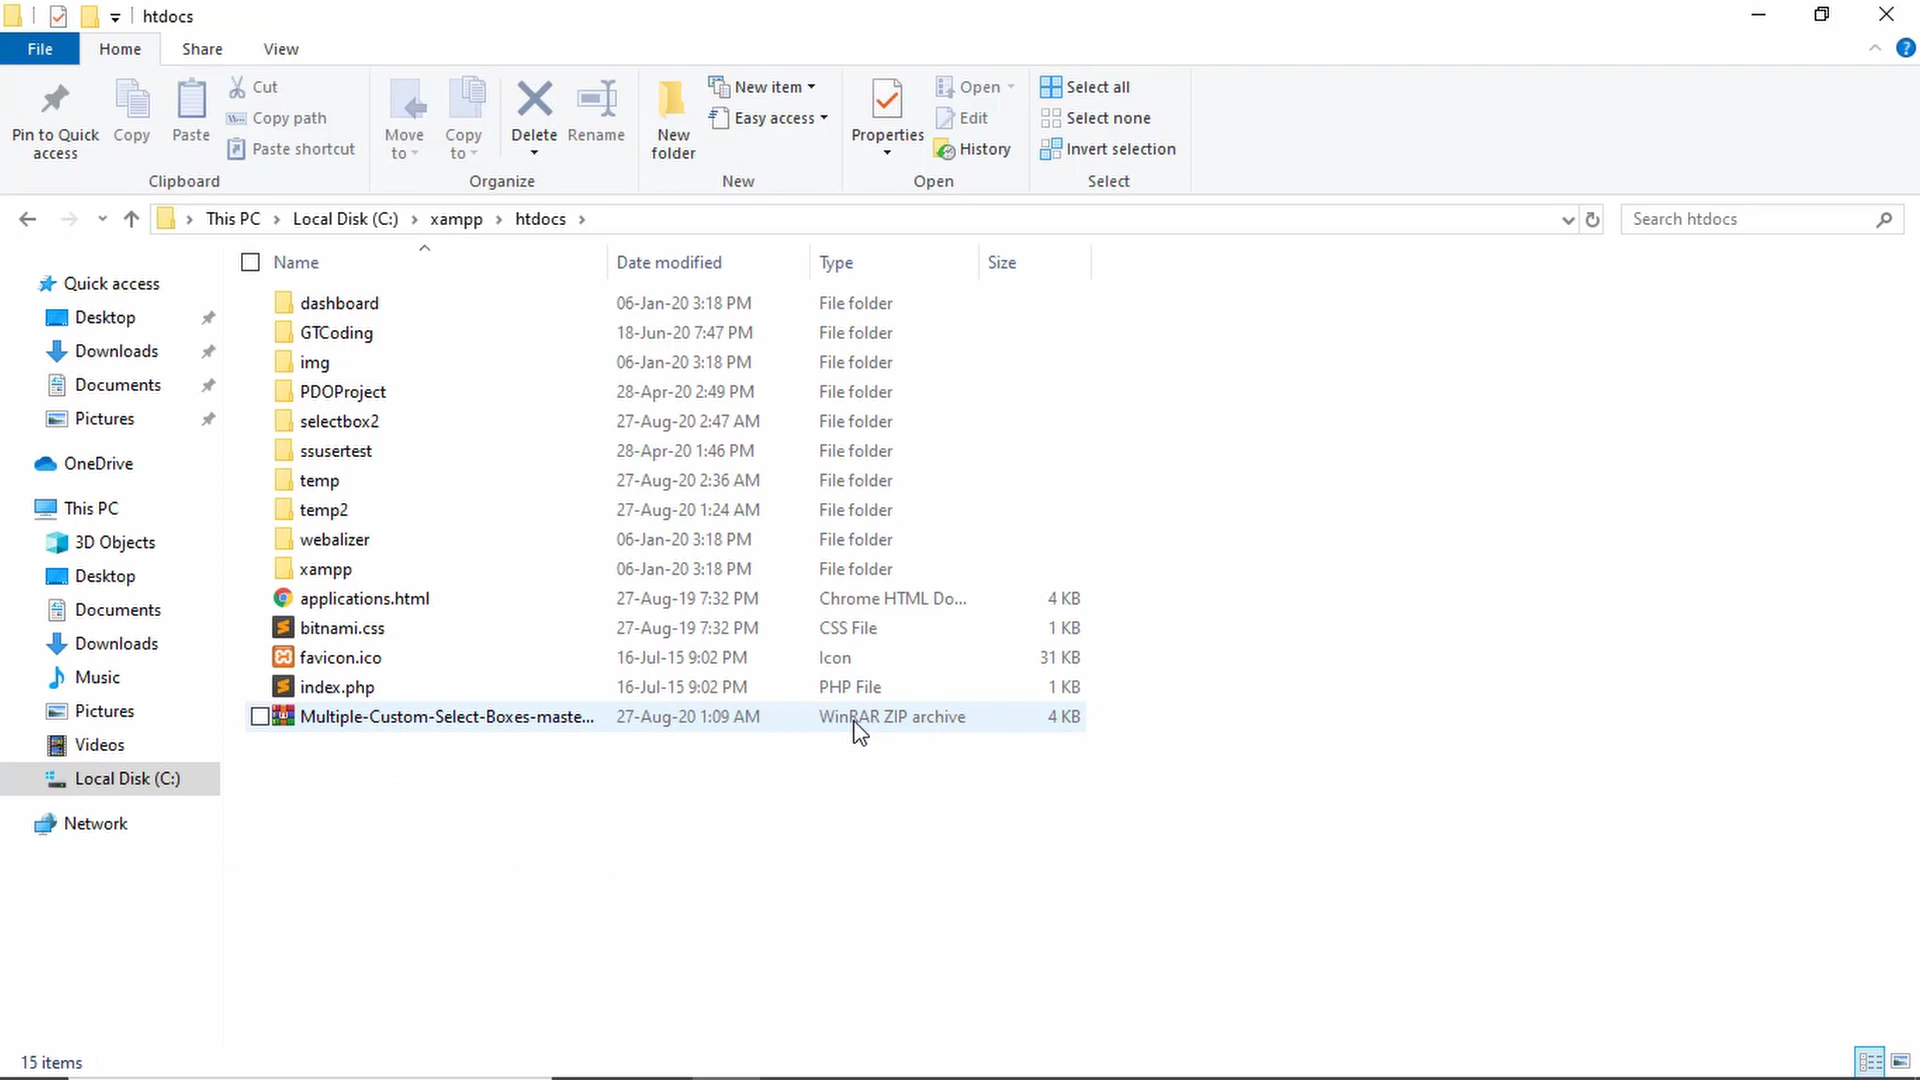 htdocs
File Home Share View
Pin to Quick access
Copy
Paste
Cut
Copy path
Paste shortcut
Clipboard
Move to
Copy to
Delete
Rename
Organize
New folder
New item
Easy access
New
Properties
Open
Edit
History
Open
Select all
Select none
Invert selection
Select
This PC Local Disk (C:) xampp htdocs
Search htdocs
Quick access
Desktop
Downloads
Documents
Pictures
OneDrive
This PC
3D Objects
Desktop
Documents
Downloads
Music
Pictures
Videos
Local Disk (C:)
Network
Name Date modified Type Size
dashboard 06-Jan-20 3:18 PM File folder
GTCoding 18-Jun-20 7:47 PM File folder
img 06-Jan-20 3:18 PM File folder
PDOProject 28-Apr-20 2:49 PM File folder
selectbox2 27-Aug-20 2:47 AM File folder
ssusertest 28-Apr-20 1:46 PM File folder
temp 27-Aug-20 2:36 AM File folder
temp2 27-Aug-20 1:24 AM File folder
webalizer 06-Jan-20 3:18 PM File folder
xampp 06-Jan-20 3:18 PM File folder
applications.html 27-Aug-19 7:32 PM Chrome HTML Do... 4 KB
bitnami.css 27-Aug-19 7:32 PM CSS File 1 KB
favicon.ico 16-Jul-15 9:02 PM Icon 31 KB
index.php 16-Jul-15 9:02 PM PHP File 1 KB
Multiple-Custom-Select-Boxes-maste... 27-Aug-20 1:09 AM WinRAR ZIP archive 4 KB
15 items